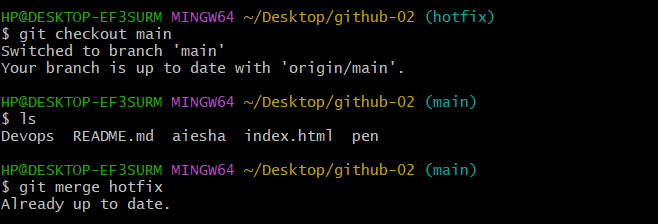 HP@DESKTOP-EF3SURM MINGW64 ~/Desktop/github-02 (hotfix)
$ git checkout main
Switched to branch 'main'
Your branch is up to date with 'origin/main'.
HP@DESKTOP-EF3SURM MINGW64 ~/Desktop/github-02 (main)
$ ls
Devops  README.md  aiesha  index.html  pen
HP@DESKTOP-EF3SURM MINGW64 ~/Desktop/github-02 (main)
$ git merge hotfix
Already up to date.